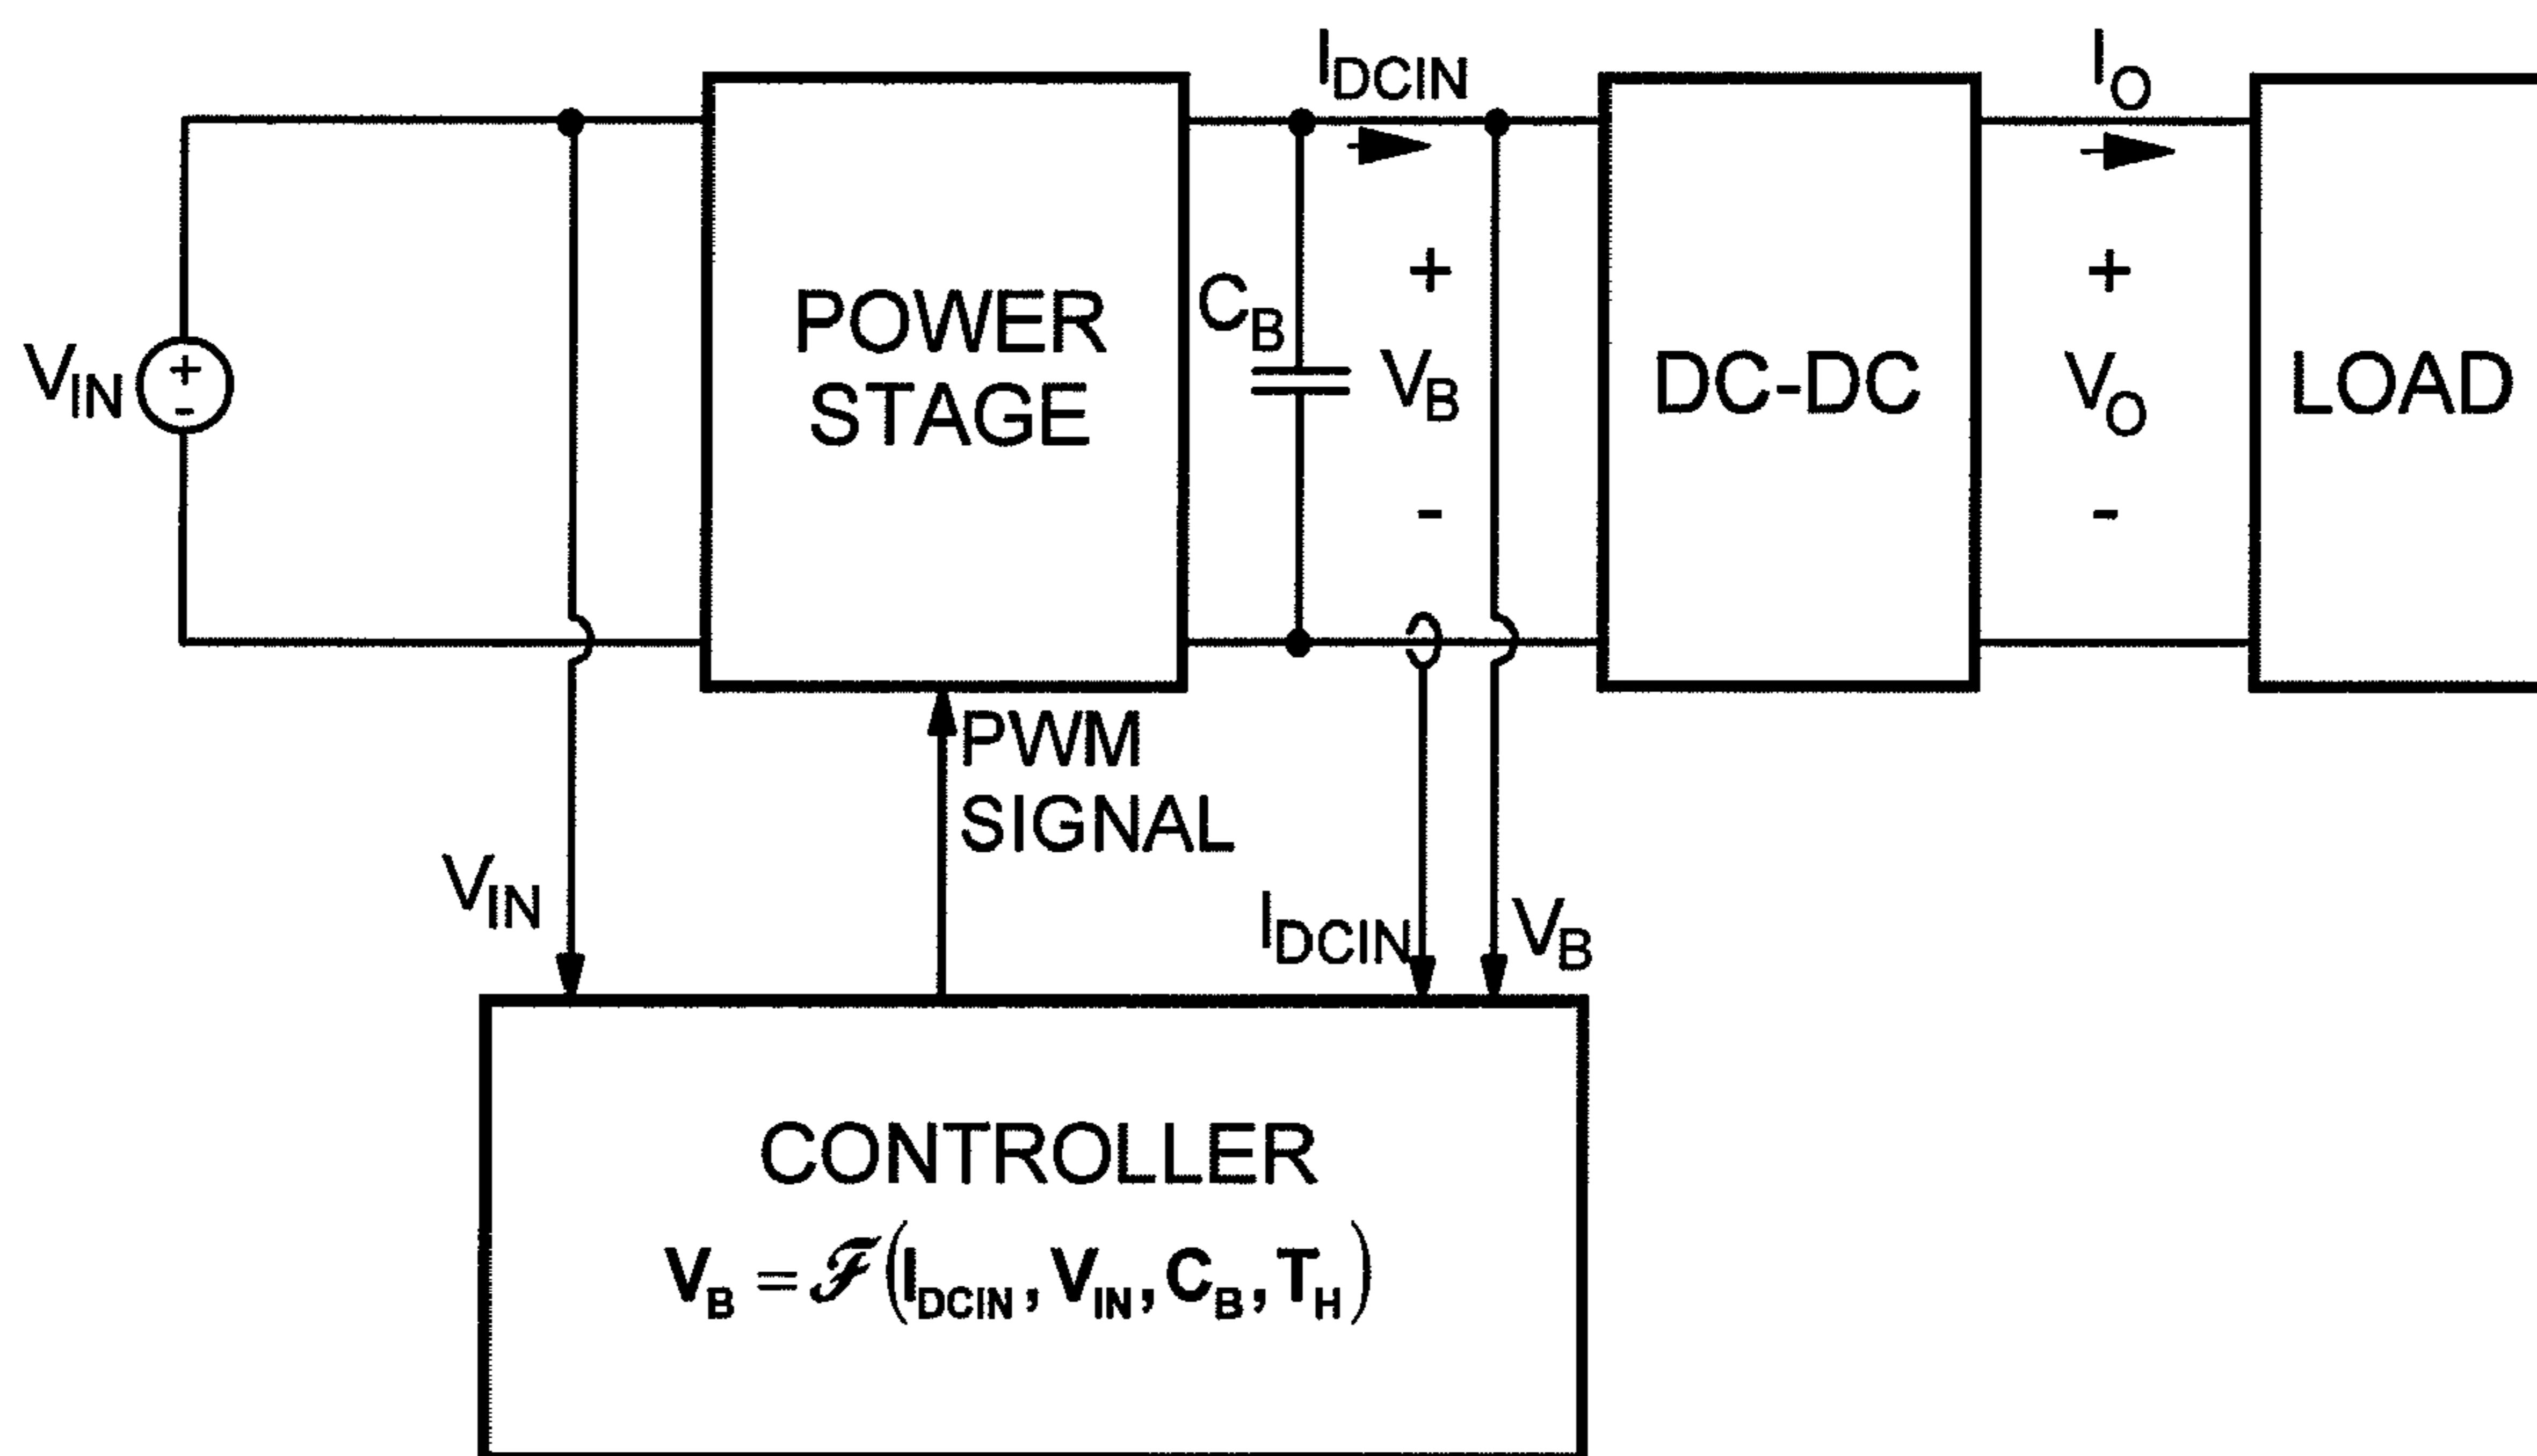 I_DCIN
I_O
V_IN
+
-
POWER
STAGE
C_B
+
V_B
-
DC-DC
+
V_O
-
LOAD
PWM
SIGNAL
V_IN
I_DCIN
V_B
CONTROLLER
V_B = ℱ(I_DCIN, V_IN, C_B, T_H)